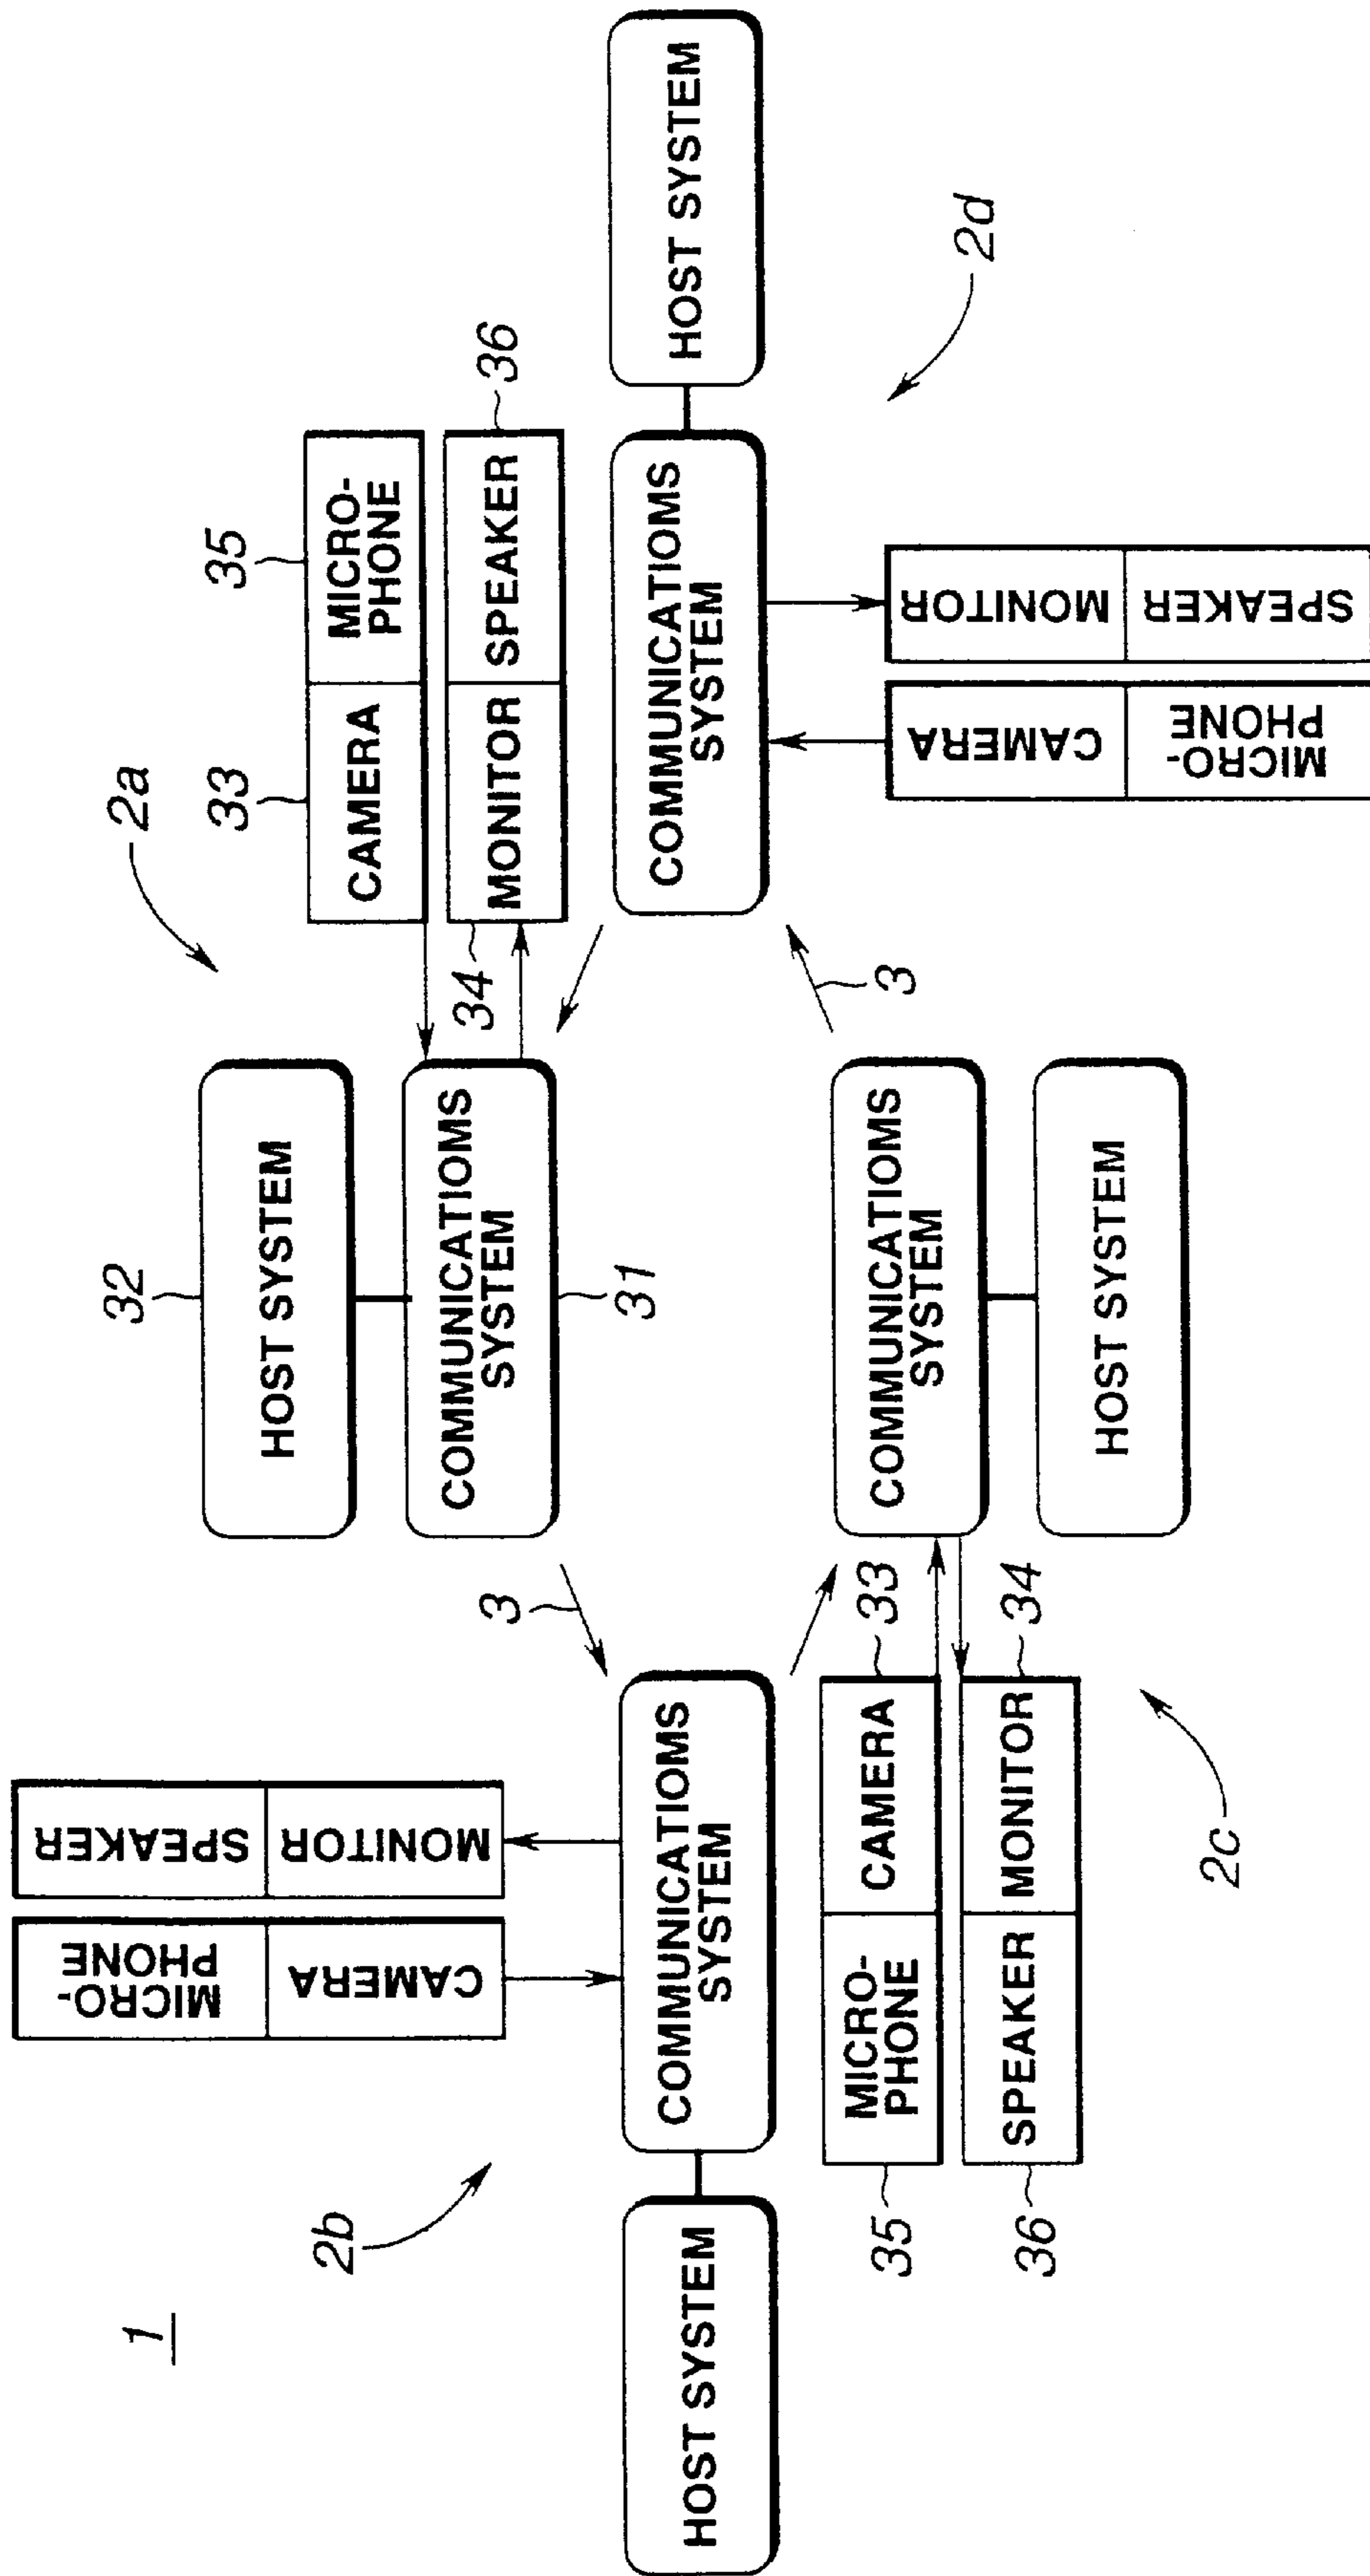 1
2a
32
HOST SYSTEM
COMMUNICATIOMS
SYSTEM
31
33
35
CAMERA
MICRO-
PHONE
34
MONITOR
SPEAKER
36
2b
HOST SYSTEM
COMMUNICATIOMS
SYSTEM
MICRO-
PHONE
CAMERA
SPEAKER
MONITOR
3
3
COMMUNICATIOMS
SYSTEM
HOST SYSTEM
2d
CAMERA
MICRO-
PHONE
MONITOR
SPEAKER
COMMUNICATIOMS
SYSTEM
HOST SYSTEM
35
MICRO-
PHONE
CAMERA
33
36
SPEAKER
MONITOR
34
2c